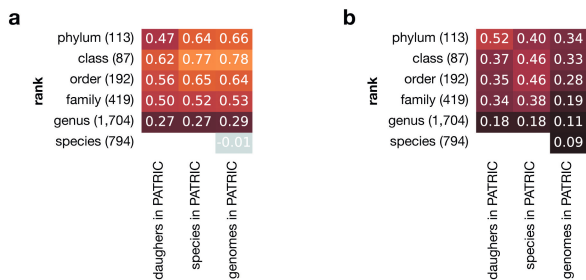 a
phylum (113) 0.47 0.64 0.66
class (87) 0.62 0.77 0.78
order (192) 0.56 0.65 0.64
family (419) 0.50 0.52 0.53
genus (1,704) 0.27 0.27 0.29
species (794) -0.01
rank
daughers in PATRIC
species in PATRIC
genomes in PATRIC
b
phylum (113) 0.52 0.40 0.34
class (87) 0.37 0.46 0.33
order (192) 0.35 0.46 0.28
family (419) 0.34 0.38 0.19
genus (1,704) 0.18 0.18 0.11
species (794) 0.09
rank
daughers in PATRIC
species in PATRIC
genomes in PATRIC